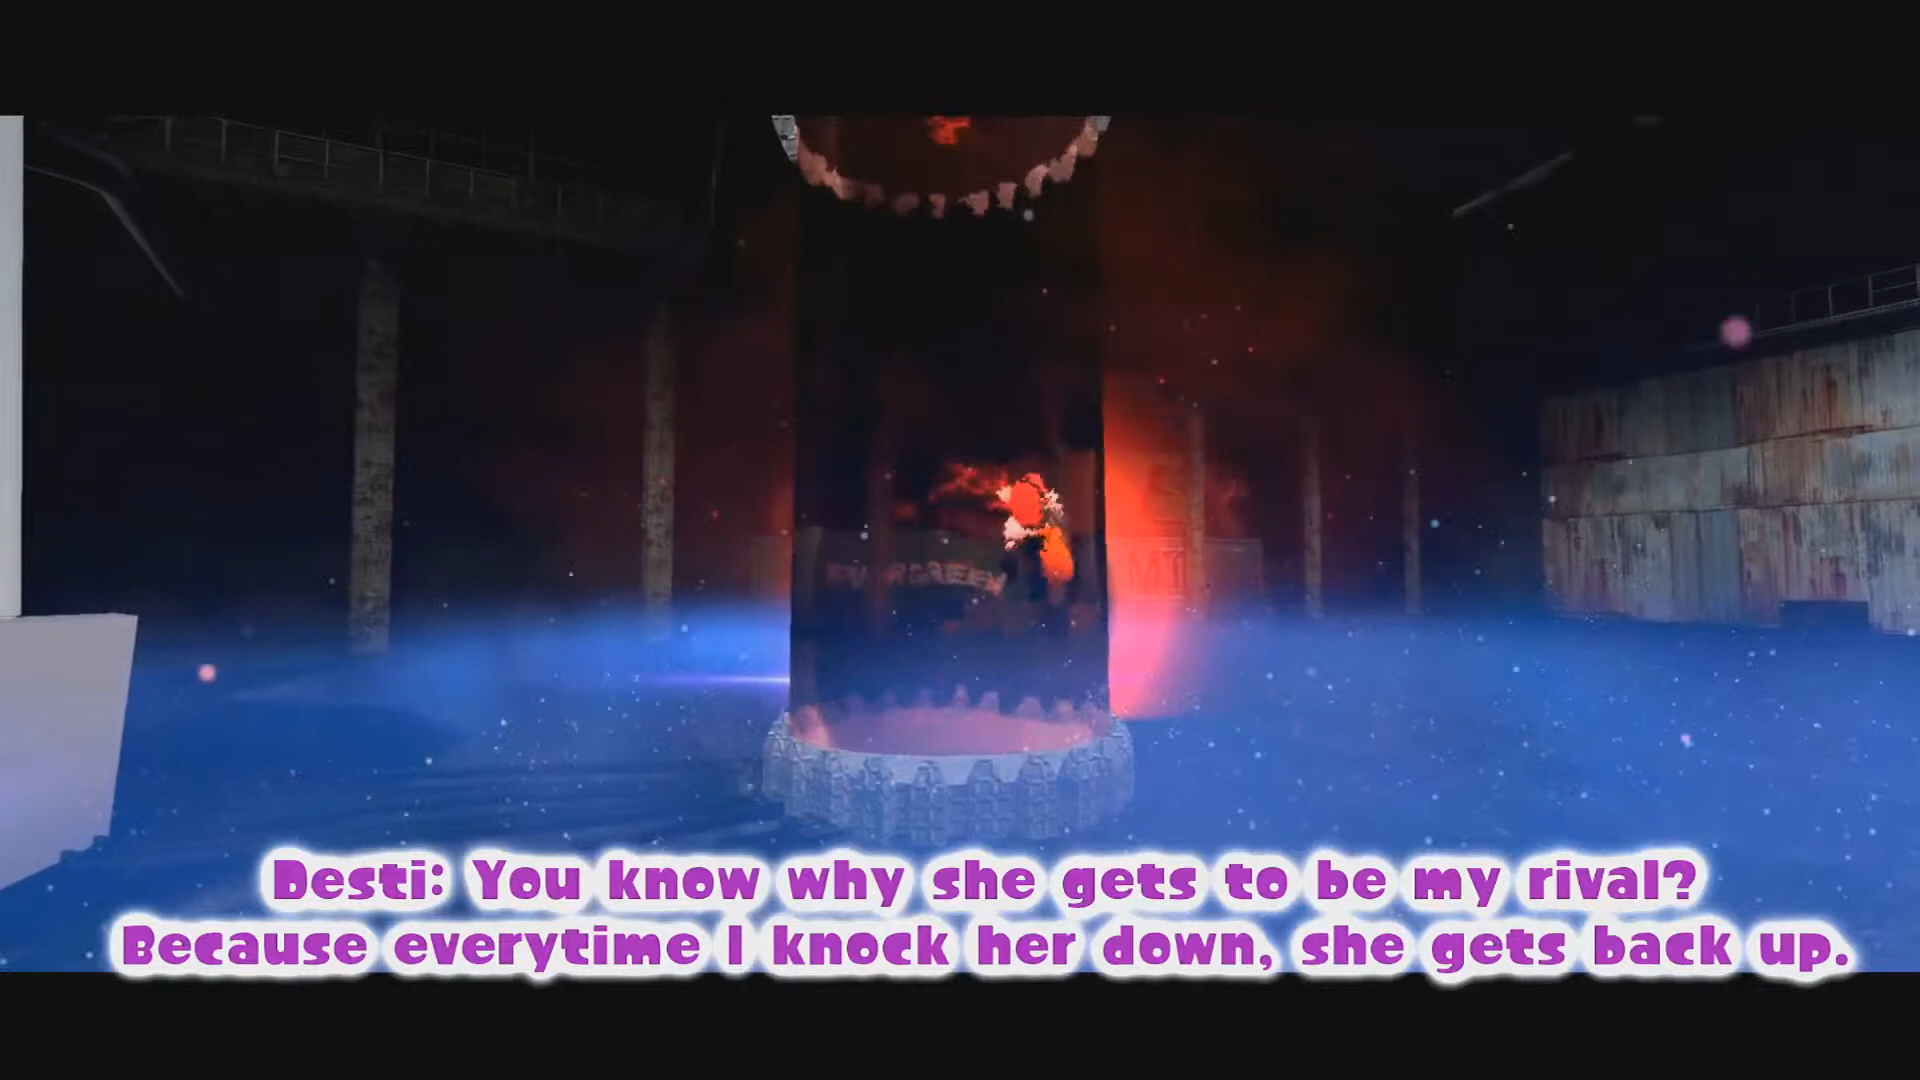 EVERGREEN
Desti: You know why she gets to be my rival?
Because everytime I knock her down, she gets back up.